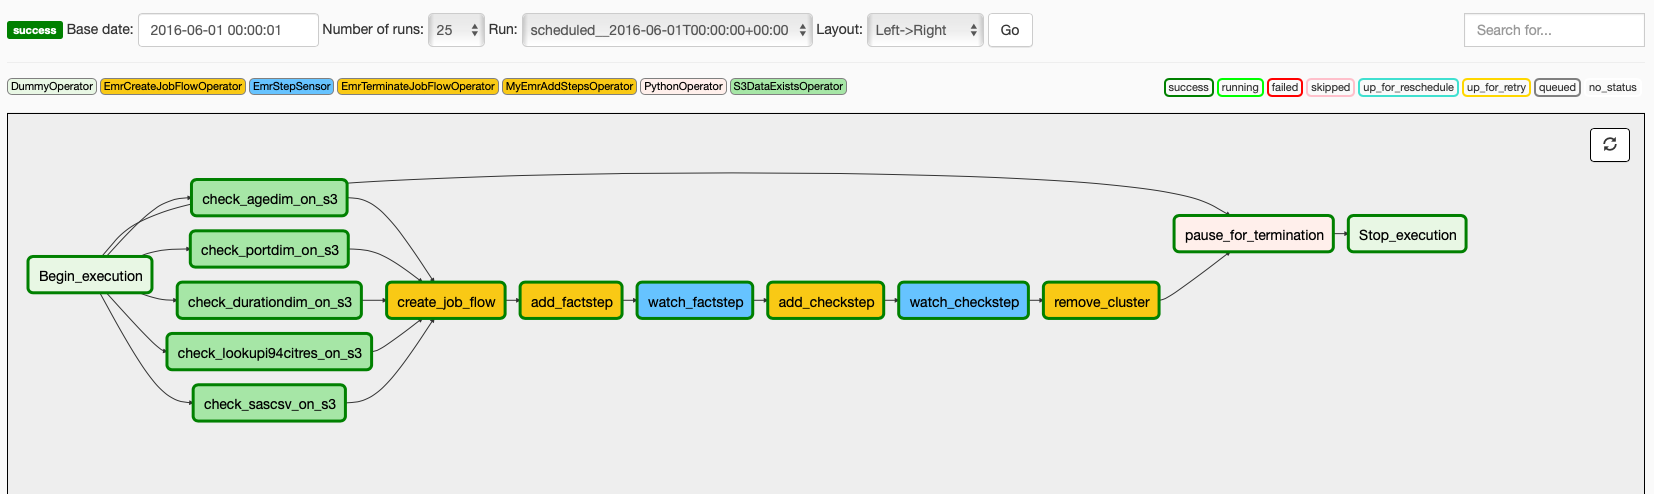 success Base date: 2016-06-01 00:00:01 Number of runs: 25 Run: scheduled__2016-06-01T00:00:00+00:00 Layout: Left->Right Go Search for...
DummyOperator EmrCreateJobFlowOperator EmrStepSensor EmrTerminateJobFlowOperator MyEmrAddStepsOperator PythonOperator S3DataExistsOperator success running failed skipped up_for_reschedule up_for_retry queued no_status
check_agedim_on_s3
pause_for_termination Stop_execution
check_portdim_on_s3
Begin_execution
check_durationdim_on_s3 create_job_flow add_factstep watch_factstep add_checkstep watch_checkstep remove_cluster
check_lookupi94citres_on_s3
check_sascsv_on_s3